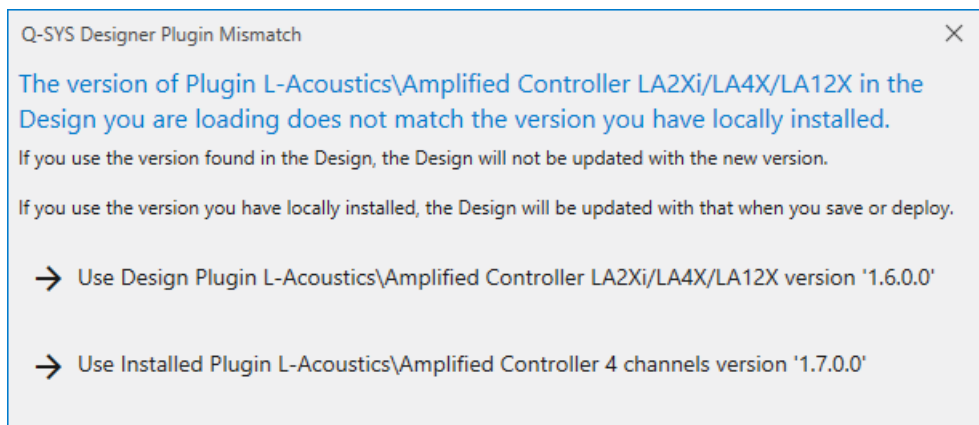 Q-SYS Designer Plugin Mismatch
The version of Plugin L-Acoustics\Amplified Controller LA2Xi/LA4X/LA12X in the
Design you are loading does not match the version you have locally installed.
If you use the version found in the Design, the Design will not be updated with the new version.
If you use the version you have locally installed, the Design will be updated with that when you save or deploy.
→ Use Design Plugin L-Acoustics\Amplified Controller LA2Xi/LA4X/LA12X version '1.6.0.0'
→ Use Installed Plugin L-Acoustics\Amplified Controller 4 channels version '1.7.0.0'